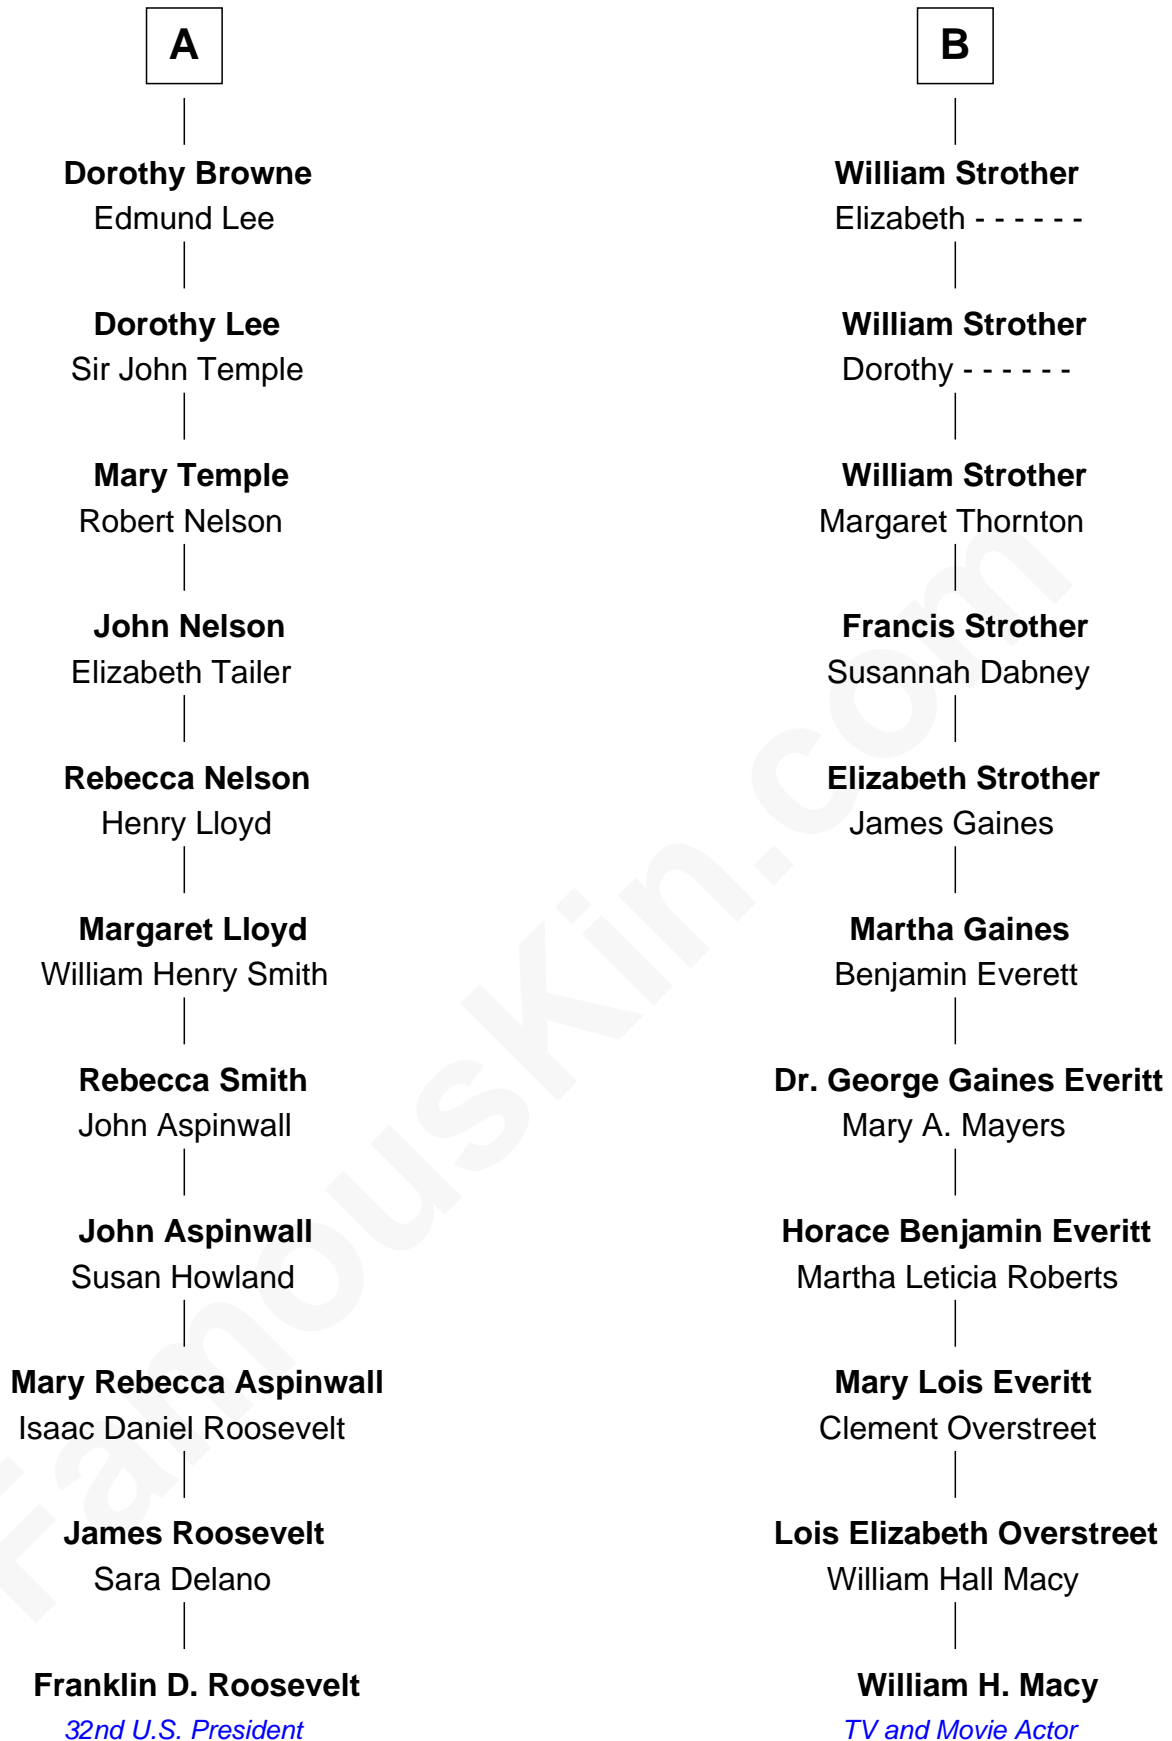 A
Dorothy Browne
Edmund Lee
Dorothy Lee
Sir John Temple
Mary Temple
Robert Nelson
John Nelson
Elizabeth Tailer
Rebecca Nelson
Henry Lloyd
Margaret Lloyd
William Henry Smith
Rebecca Smith
John Aspinwall
John Aspinwall
Susan Howland
Mary Rebecca Aspinwall
Isaac Daniel Roosevelt
James Roosevelt
Sara Delano
Franklin D. Roosevelt
32nd U.S. President
B
William Strother
Elizabeth - - - - - -
William Strother
Dorothy - - - - - -
William Strother
Margaret Thornton
Francis Strother
Susannah Dabney
Elizabeth Strother
James Gaines
Martha Gaines
Benjamin Everett
Dr. George Gaines Everitt
Mary A. Mayers
Horace Benjamin Everitt
Martha Leticia Roberts
Mary Lois Everitt
Clement Overstreet
Lois Elizabeth Overstreet
William Hall Macy
William H. Macy
TV and Movie Actor
FamousKin.com